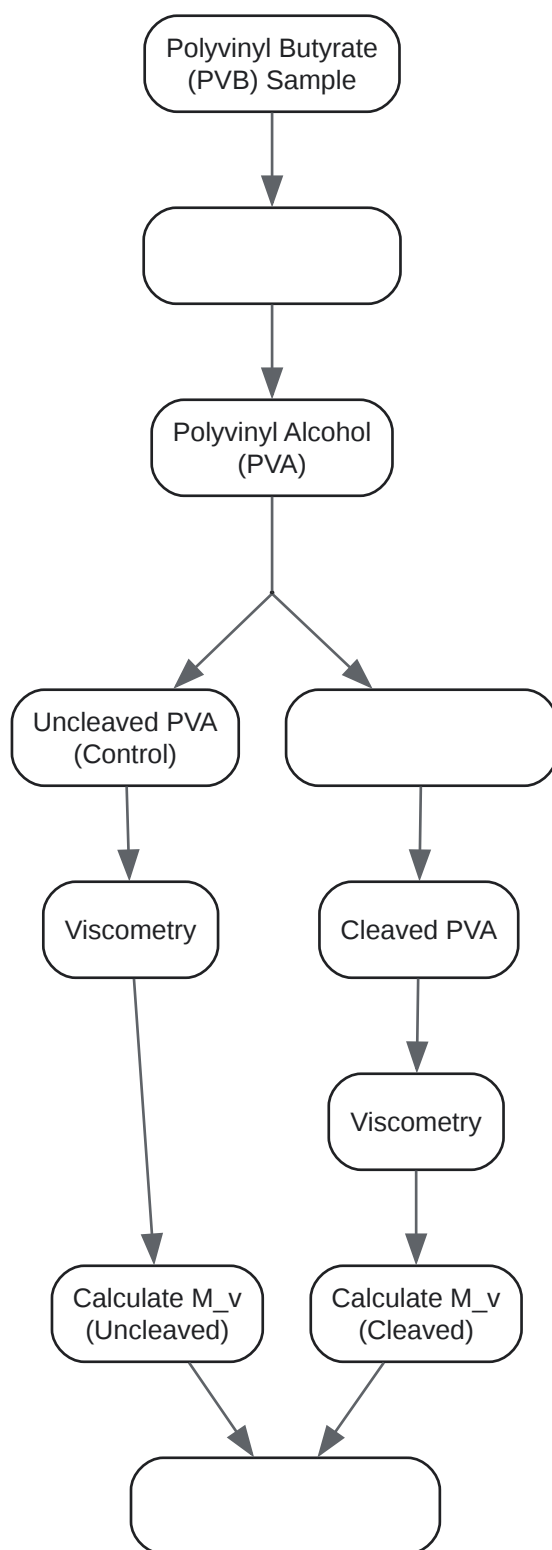 Polyvinyl Butyrate
(PVB) Sample
Polyvinyl Alcohol
(PVA)
Uncleaved PVA
(Control)
Viscometry
Cleaved PVA
Viscometry
Calculate M_v
(Uncleaved)
Calculate M_v
(Cleaved)